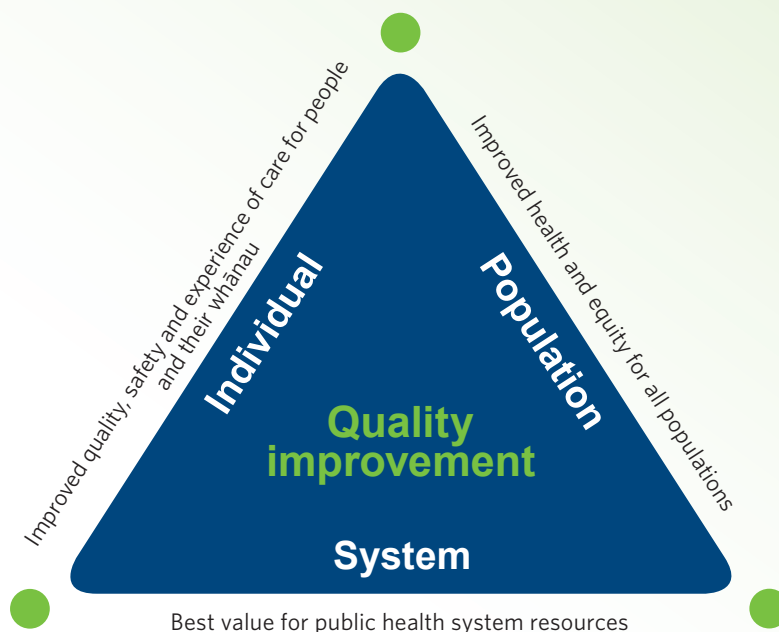 Improved quality, safety and experience of care for people
and their whānau
Individual
Improved health and equity for all populations
Population
Quality
improvement
System
Best value for public health system resources